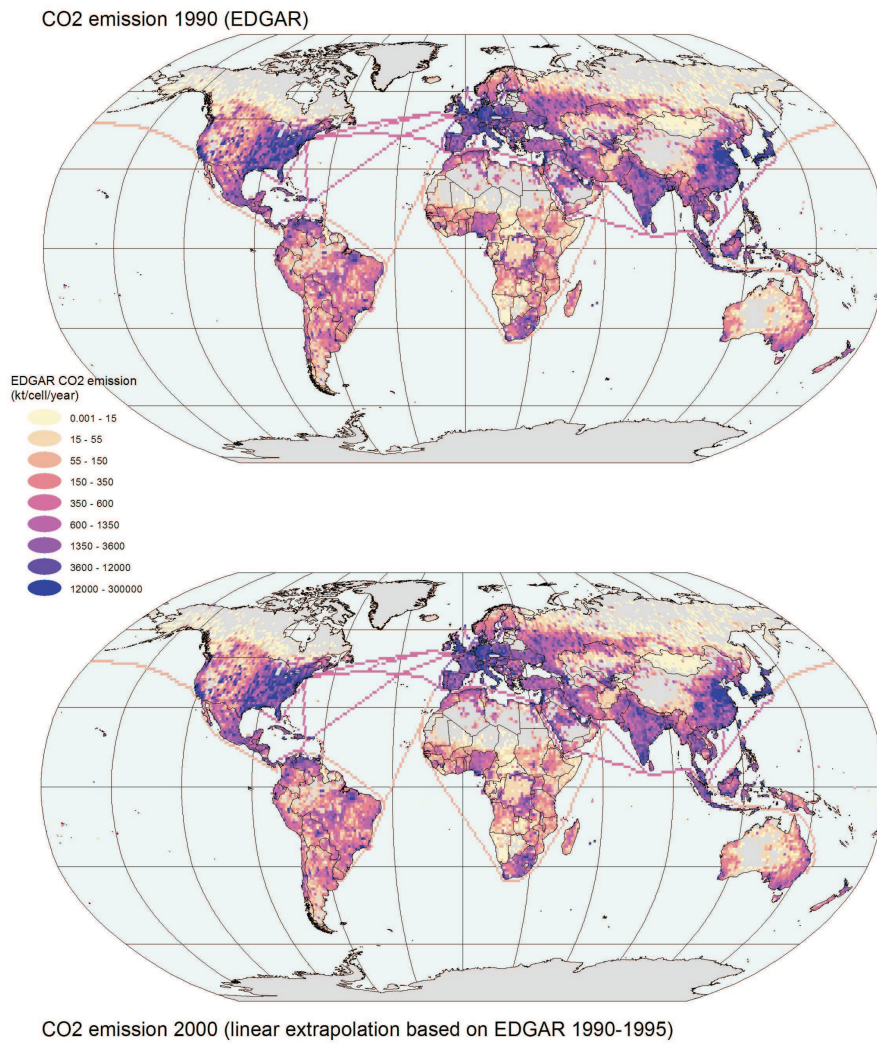 CO2 emission 1990 (EDGAR)
EDGAR CO2 emission
(kt/cell/year)
0.001 - 15
15 - 55
55 - 150
150 - 350
350 - 600
600 - 1350
1350 - 3600
3600 - 12000
12000 - 300000
CO2 emission 2000 (linear extrapolation based on EDGAR 1990-1995)